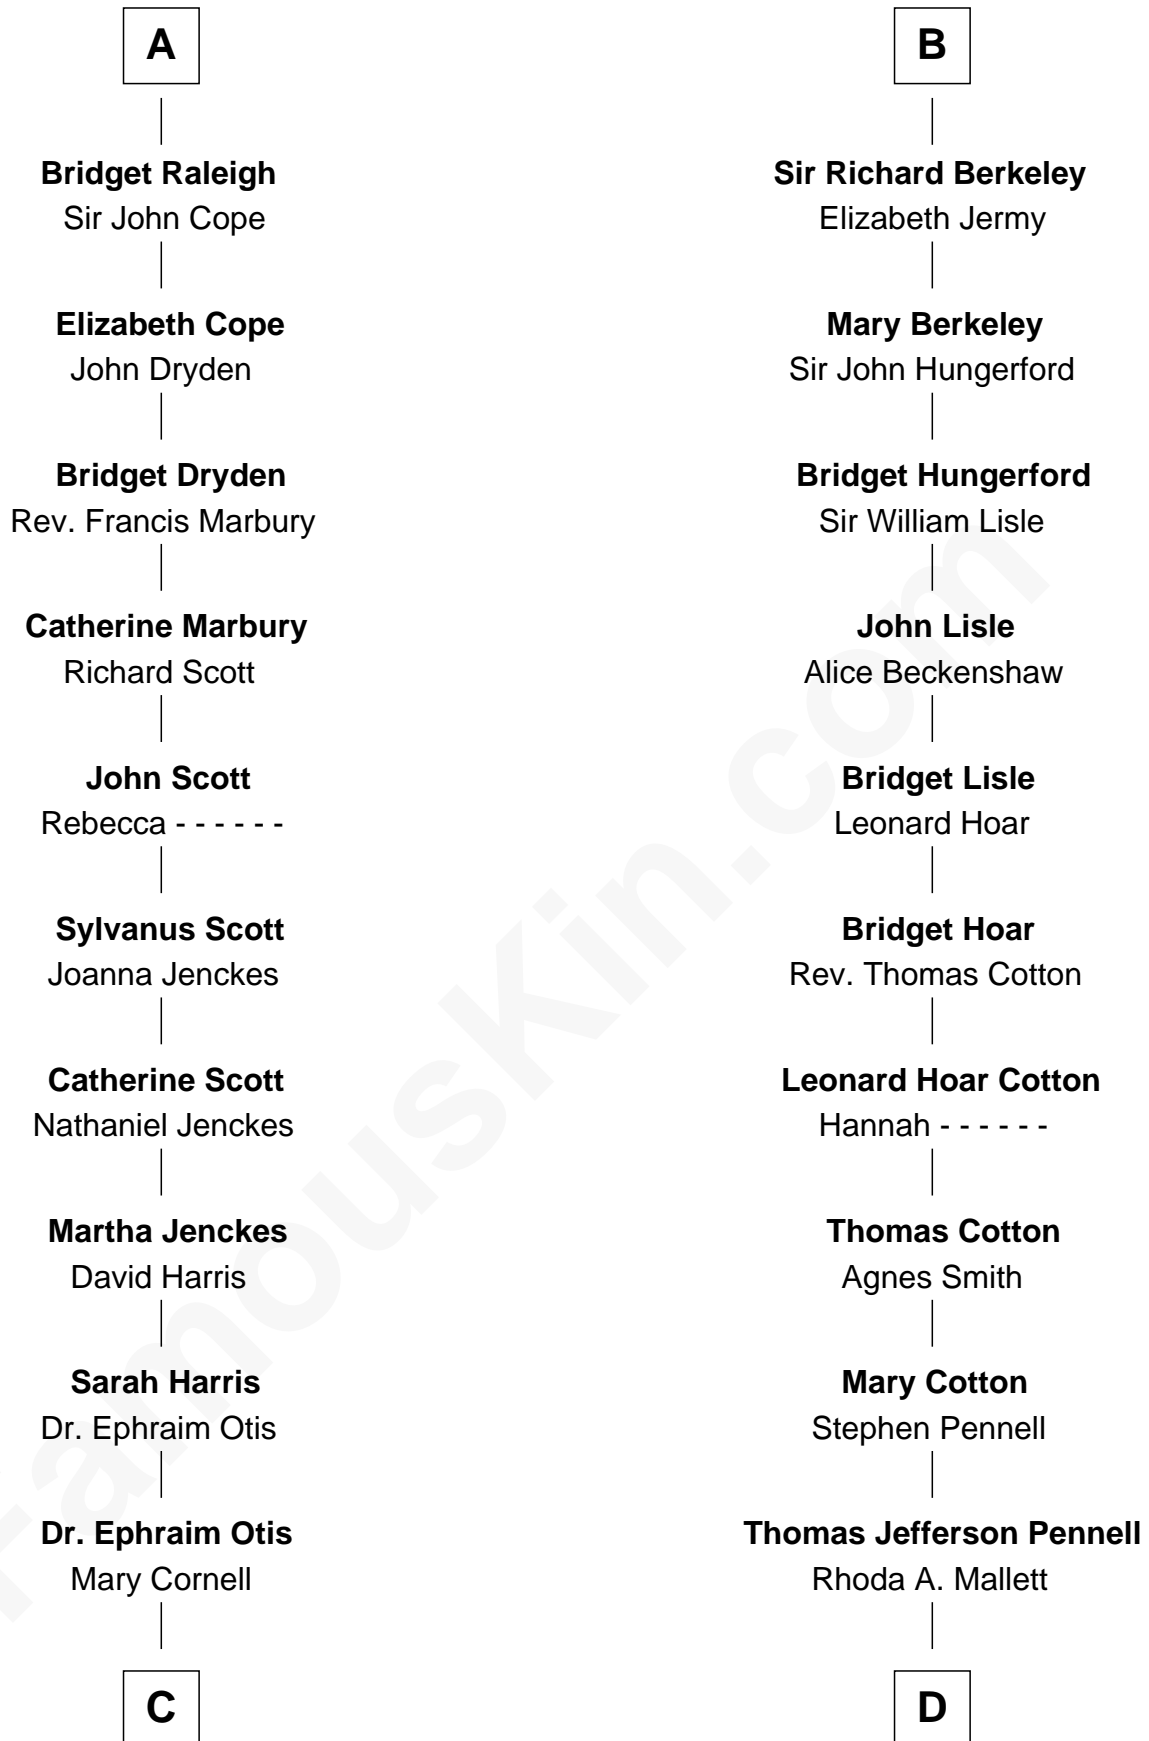 A
Bridget Raleigh
Sir John Cope
Elizabeth Cope
John Dryden
Bridget Dryden
Rev. Francis Marbury
Catherine Marbury
Richard Scott
John Scott
Rebecca - - - - - -
Sylvanus Scott
Joanna Jenckes
Catherine Scott
Nathaniel Jenckes
Martha Jenckes
David Harris
Sarah Harris
Dr. Ephraim Otis
Dr. Ephraim Otis
Mary Cornell
C
B
Sir Richard Berkeley
Elizabeth Jermy
Mary Berkeley
Sir John Hungerford
Bridget Hungerford
Sir William Lisle
John Lisle
Alice Beckenshaw
Bridget Lisle
Leonard Hoar
Bridget Hoar
Rev. Thomas Cotton
Leonard Hoar Cotton
Hannah - - - - - -
Thomas Cotton
Agnes Smith
Mary Cotton
Stephen Pennell
Thomas Jefferson Pennell
Rhoda A. Mallett
D
FamousKin.com